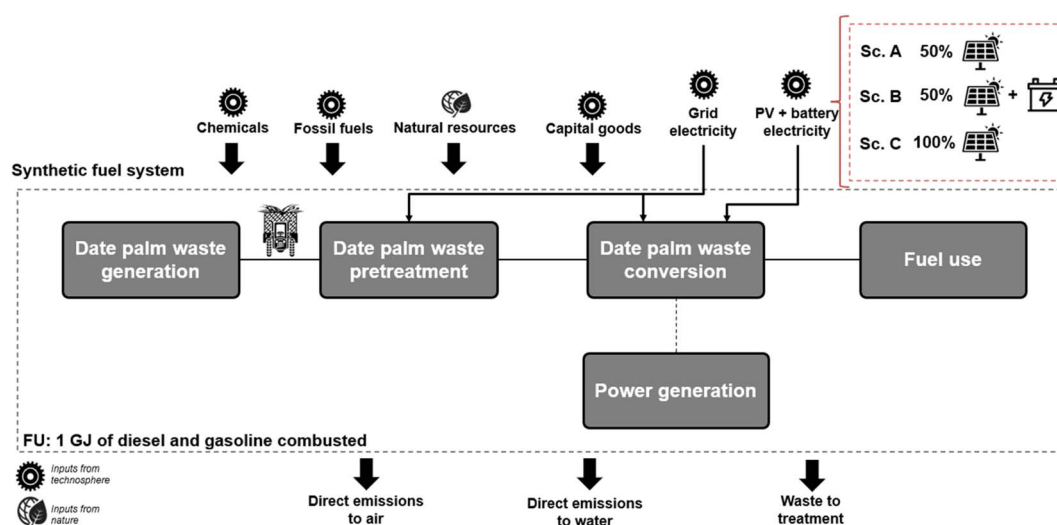 Sc. A 50%
Sc. B 50% +
Sc. C 100%
Chemicals
Fossil fuels
Natural resources
Capital goods
Grid
electricity
PV + battery
electricity
Synthetic fuel system
Date palm waste
generation
Date palm waste
pretreatment
Date palm waste
conversion
Fuel use
Power generation
FU: 1 GJ of diesel and gasoline combusted
inputs from
technosphere
inputs from
nature
Direct emissions
to air
Direct emissions
to water
Waste to
treatment